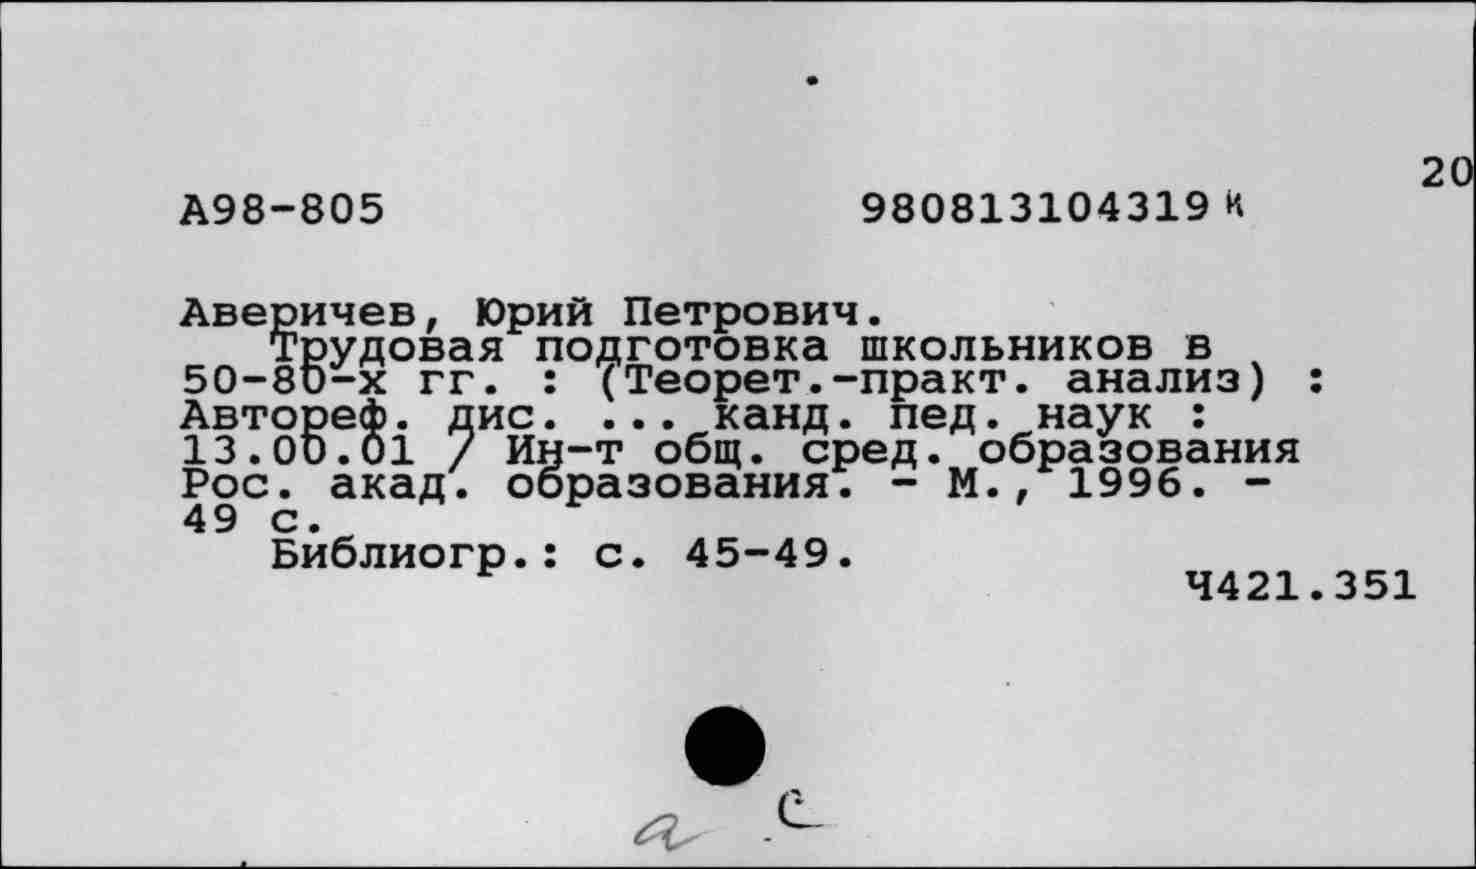 20
А98-805 980813104319 и
Аверичев, Юрий Петрович.
Трудовая подготовка школьников в
50-80-х гг. : (Теорет.-практ. анализ) :
Автореф. дис. ... канд. пед. наук :
13.00.01 / Ин-т общ. сред. образования
Рос. акад. образования. - М., 1996. -
49 с.
Библиогр.: с. 45-49.
Ч421.351
а с